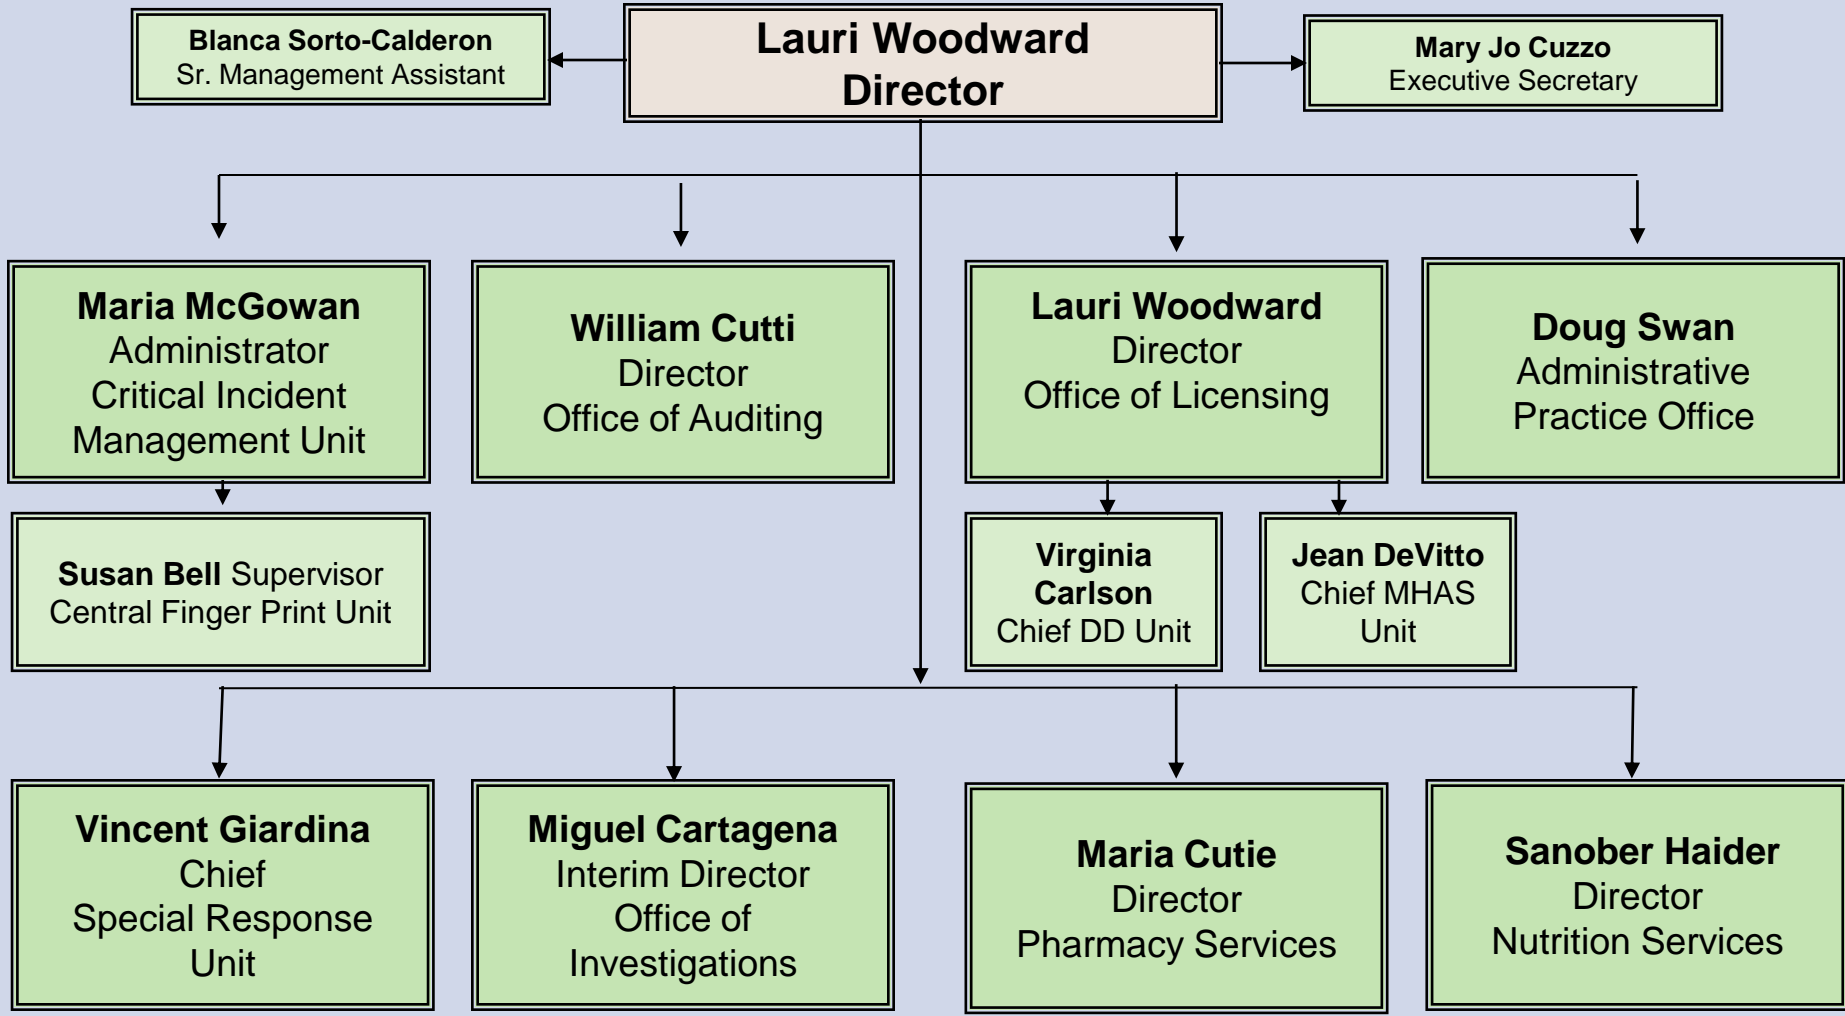 Blanca Sorto-Calderon
Sr. Management Assistant
Lauri Woodward
Director
Mary Jo Cuzzo
Executive Secretary
Maria McGowan
Administrator
Critical Incident
Management Unit
William Cutti
Director
Office of Auditing
Lauri Woodward
Director
Office of Licensing
Doug Swan
Administrative
Practice Office
Susan Bell Supervisor
Central Finger Print Unit
Virginia
Carlson
Chief DD Unit
Jean DeVitto
Chief MHAS
Unit
Vincent Giardina
Chief
Special Response
Unit
Miguel Cartagena
Interim Director
Office of
Investigations
Maria Cutie
Director
Pharmacy Services
Sanober Haider
Director
Nutrition Services